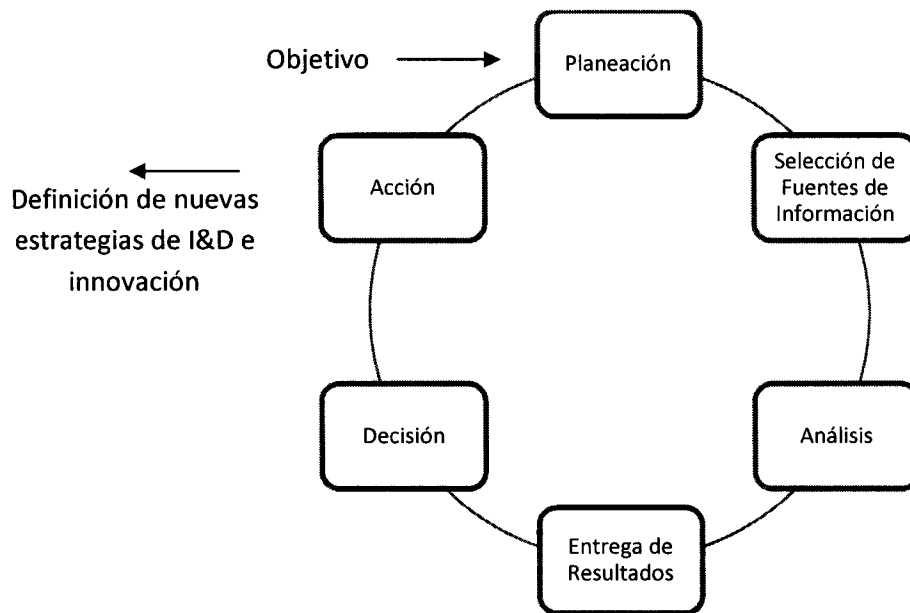 Objetivo
Planeación
Selección de
Fuentes de
Información
Análisis
Entrega de
Resultados
Decisión
Acción
Definición de nuevas
estrategias de I&D e
innovación